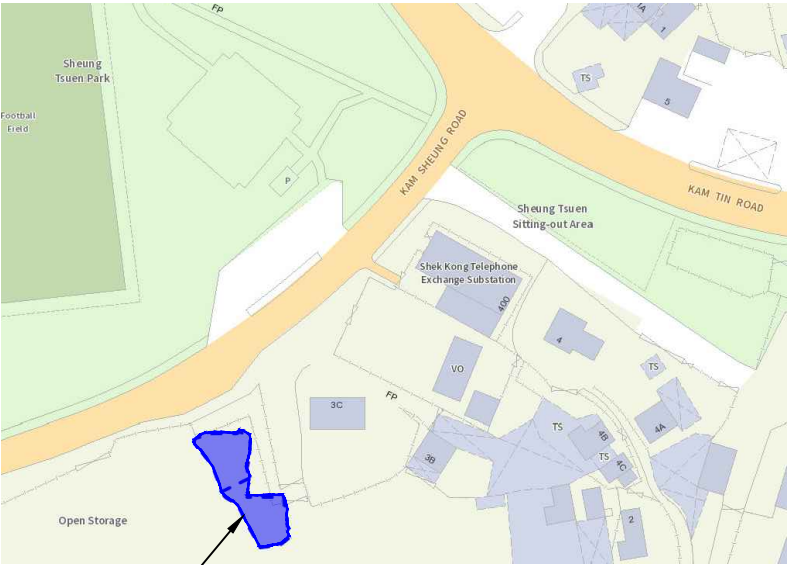 FP
Sheung
Tsuen Park
Football
Field
P
KAM SHEUNG ROAD
TS
1
5
KAM TIN ROAD
Sheung Tsuen
Sitting-out Area
Shek Kong Telephone
Exchange Substation
400
4
VO
TS
FP
3C
3B
TS
4B
TS
4C
4A
2
Open Storage